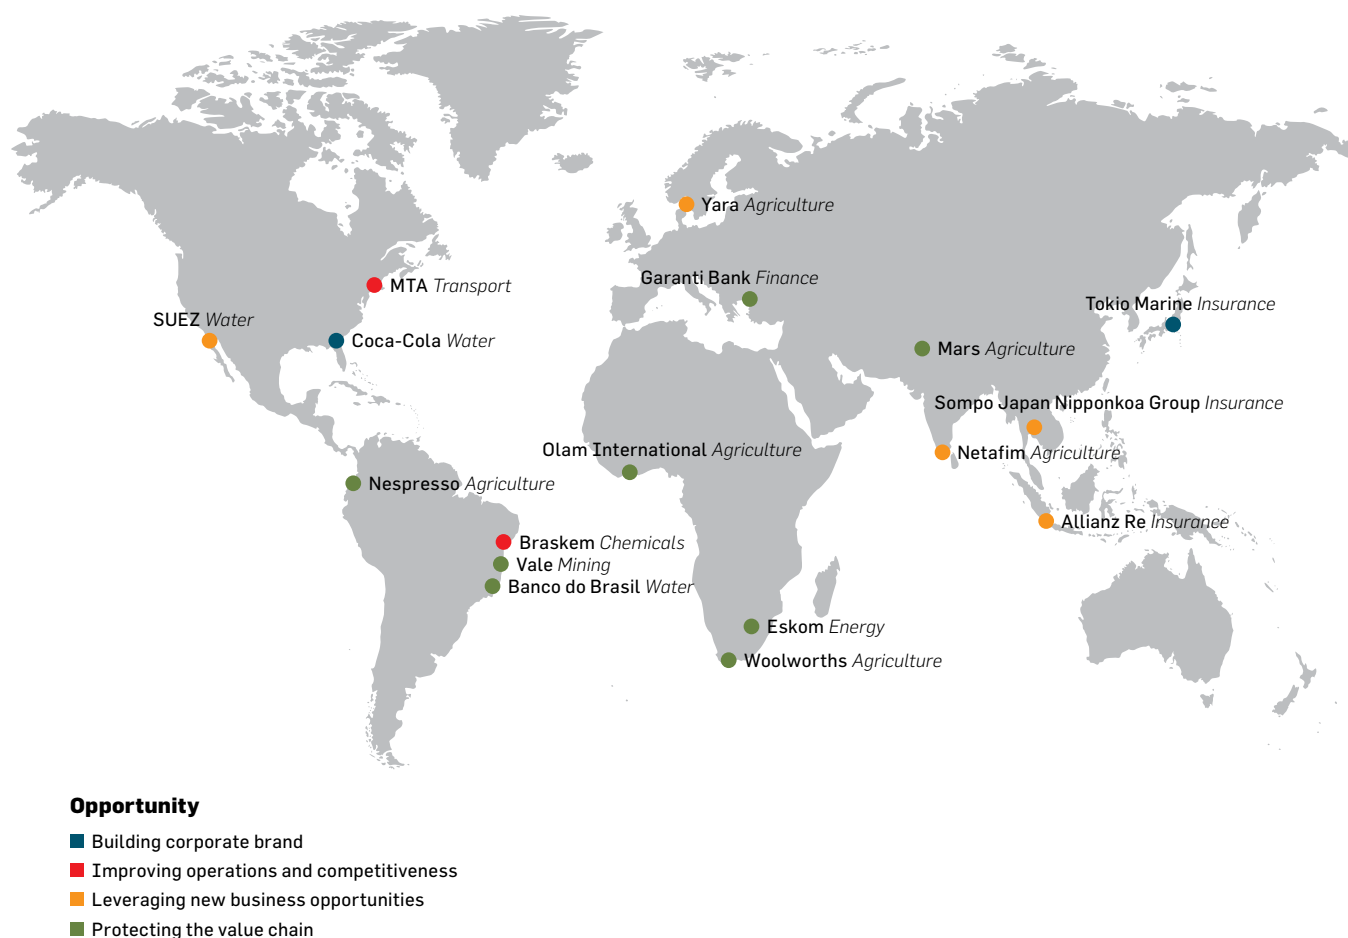 Yara Agriculture
Garanti Bank Finance
MTA Transport
Tokio Marine Insurance
SUEZ Water
Coca-Cola Water
Mars Agriculture
Sompo Japan Nipponkoa Group Insurance
Olam International Agriculture
Netafim Agriculture
Nespresso Agriculture
Allianz Re Insurance
Braskem Chemicals
Vale Mining
Banco do Brasil Water
Eskom Energy
Woolworths Agriculture
Opportunity
Building corporate brand
Improving operations and competitiveness
Leveraging new business opportunities
Protecting the value chain